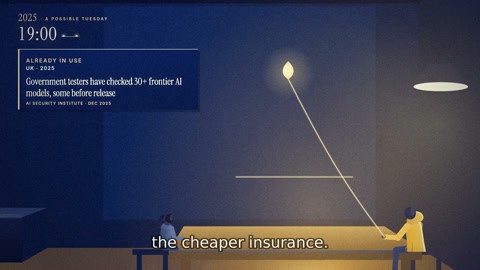 2025 · A POSSIBLE TUESDAY
19:00
ALREADY IN USE
UK · 2025
Government testers have checked 30+ frontier AI
models, some before release
AI SECURITY INSTITUTE · DEC 2025
the cheaper insurance.